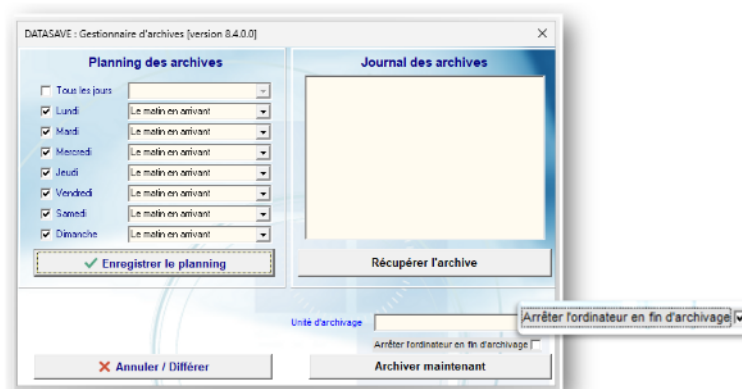 DATASAVE : Gestionnaire d'archives [version 8.4.0.0]
Planning des archives
Tous les jours
Lundi Le matin en arrivant
Mardi Le matin en arrivant
Mercredi Le matin en arrivant
Jeudi Le matin en arrivant
Vendredi Le matin en arrivant
Samedi Le matin en arrivant
Dimanche Le matin en arrivant
Enregistrer le planning
Journal des archives
Récupérer l'archive
Unité d'archivage
Arrêter l'ordinateur en fin d'archivage
Arrêter l'ordinateur en fin d'archivage
Annuler / Différer
Archiver maintenant